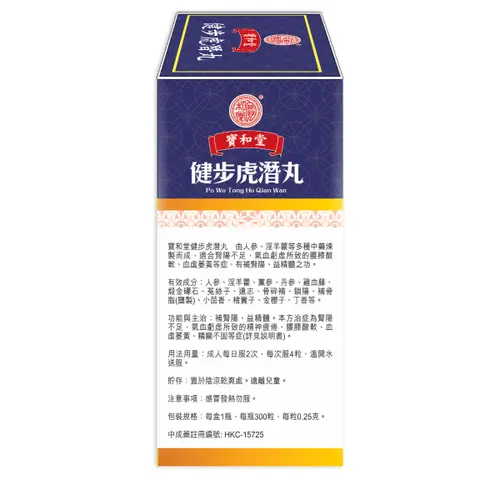 健步虎潛丸
寶和堂
寶和堂
健步虎潛丸
Po Wo Tong Hu Qian Wan
寶和堂健步虎潛丸 由人參、淫羊藿等多種中藥煉
製而成，適合腎陽不足，氣血虧虛所致的腰膝酸
軟、血虛萎黃等症，有補腎陽、益精髓之功。
有效成份：人參、淫羊藿、黨參、丹參、雞血藤、
煅金礞石、菟絲子、遠志、骨碎補、鎖陽、補骨
脂(鹽製)、小茴香、楮實子、金櫻子、丁香等。
功能與主治：補腎陽、益精髓。本方治症為腎陽
不足，氣血虧虛所致的精神疲倦，腰膝酸軟、血
虛萎黃，精關不固等症(詳見說明書)。
用法用量：成人每日服2次，每次服4粒，溫開水
送服。
貯存：置於陰涼乾爽處。遠離兒童。
注意事項：感冒發熱勿服。
包裝規格：每盒1瓶，每瓶300粒，每粒0.25克。
中成藥註冊編號: HKC-15725